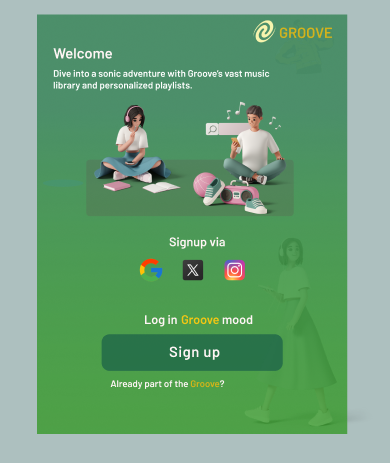 GROOVE
Welcome
Dive into a sonic adventure with Groove's vast music
library and personalized playlists.
Signup via
Log in Groove mood
Sign up
Already part of the Groove?